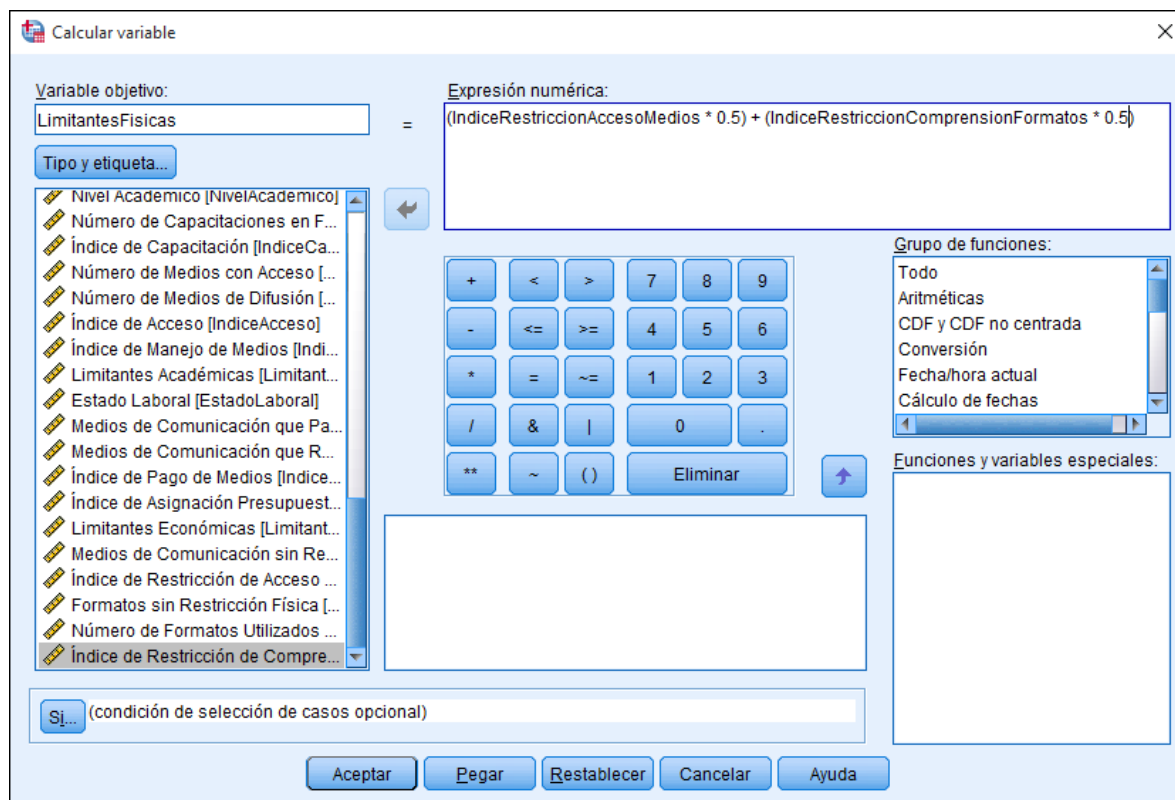 Calcular variable
Variable objetivo:
LimitantesFisicas
=
Expresión numérica:
(IndiceRestriccionAccesoMedios * 0.5) + (IndiceRestriccionComprensionFormatos * 0.5)
Tipo y etiqueta...
Nivel Academico [NivelAcademico]
Número de Capacitaciones en F...
Índice de Capacitación [IndiceCa...
Número de Medios con Acceso [...
Número de Medios de Difusión [...
Índice de Acceso [IndiceAcceso]
Índice de Manejo de Medios [Indi...
Limitantes Académicas [Limitant...
Estado Laboral [EstadoLaboral]
Medios de Comunicación que Pa...
Medios de Comunicación que R...
Índice de Pago de Medios [Indice...
Índice de Asignación Presupuest...
Limitantes Económicas [Limitant...
Medios de Comunicación sin Re...
Índice de Restricción de Acceso ...
Formatos sin Restricción Física [...
Número de Formatos Utilizados ...
Índice de Restricción de Compre...
+ < > 7 8 9
- <= >= 4 5 6
* = ~= 1 2 3
/ & | 0 .
** ~ ( ) Eliminar
Grupo de funciones:
Todo
Aritméticas
CDF y CDF no centrada
Conversión
Fecha/hora actual
Cálculo de fechas
Funciones y variables especiales:
Si... (condición de selección de casos opcional)
Aceptar Pegar Restablecer Cancelar Ayuda